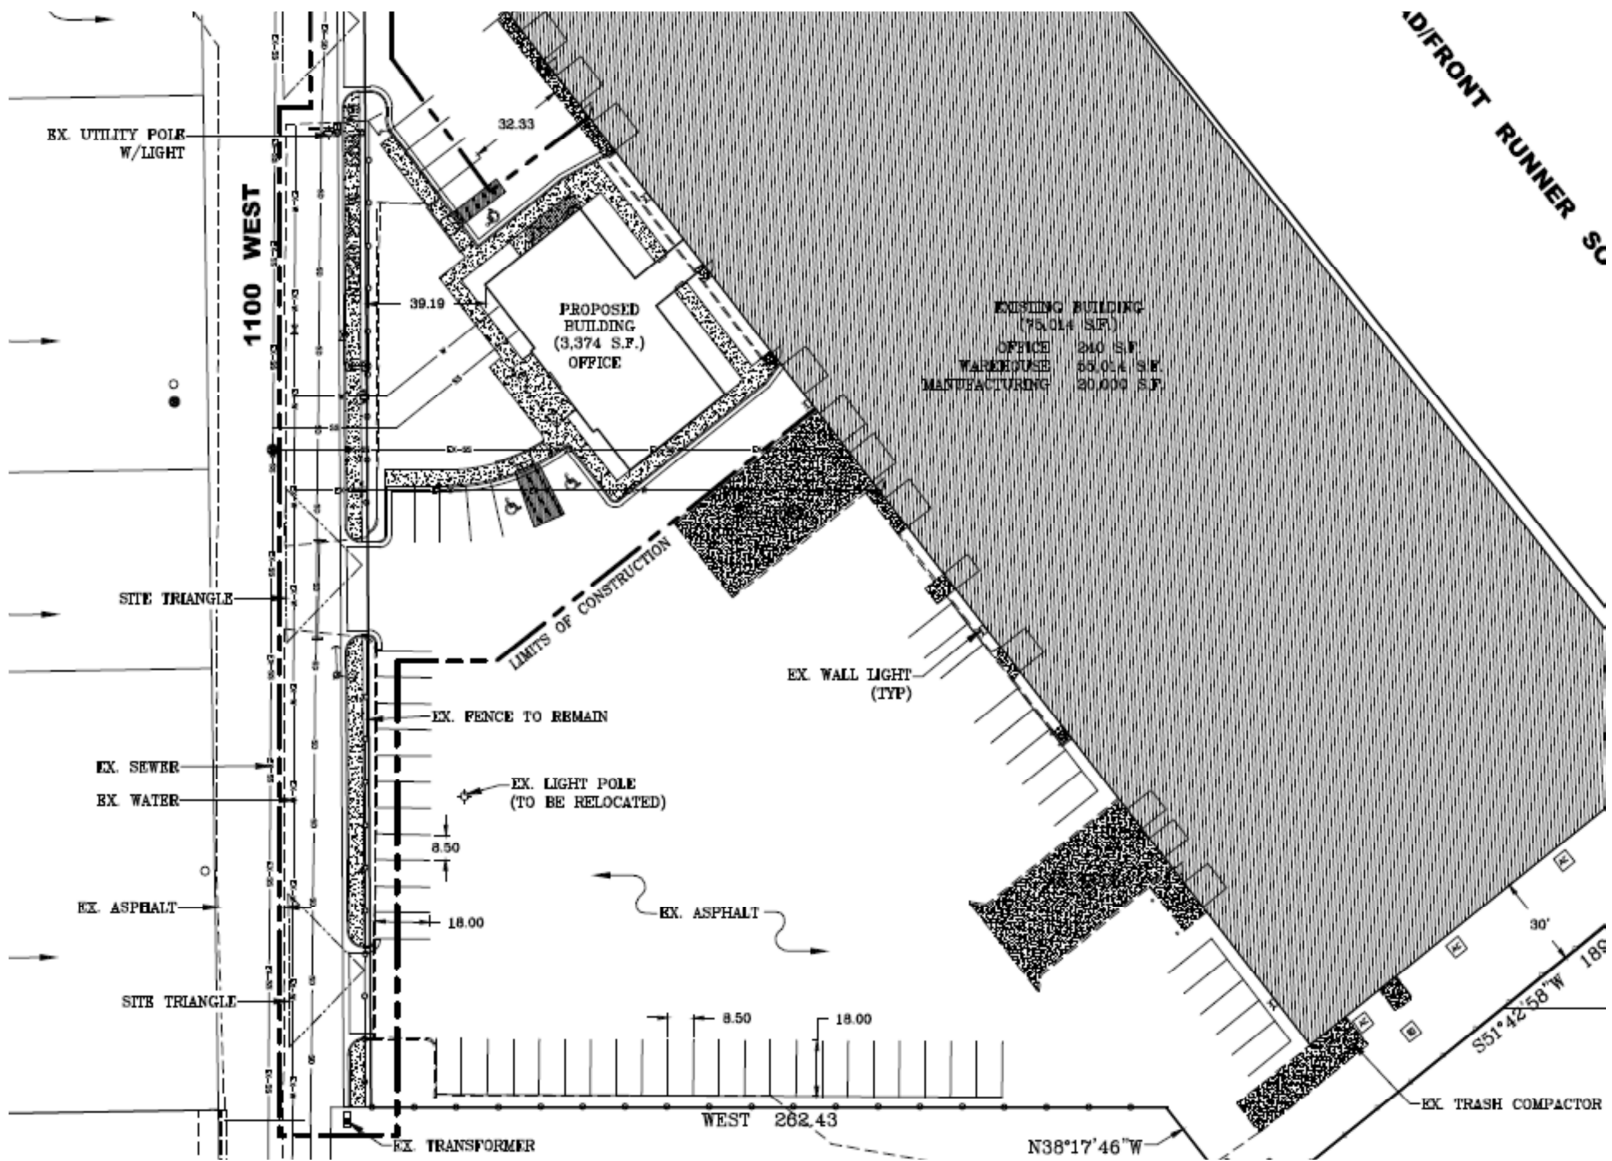 AD/FRONT RUNNER SO
EX. UTILITY POLE
W/LIGHT
32.33
1100 WEST
39.19
PROPOSED
BUILDING
(3,374 S.F.)
OFFICE
EXISTING BUILDING
(75,014 S.F.)
OFFICE 240 S.F.
WAREHOUSE 55,014 S.F.
MANUFACTURING 20,000 S.F.
LIMITS OF CONSTRUCTION
SITE TRIANGLE
EX. WALL LIGHT
(TYP)
EX. FENCE TO REMAIN
EX. SEWER
EX. WATER
EX. LIGHT POLE
(TO BE RELOCATED)
8.50
EX. ASPHALT
18.00
EX. ASPHALT
30'
SITE TRIANGLE
8.50
18.00
S51°42'58"W 189
EX. TRASH COMPACTOR
WEST 262.43
EX. TRANSFORMER
N38°17'46"W